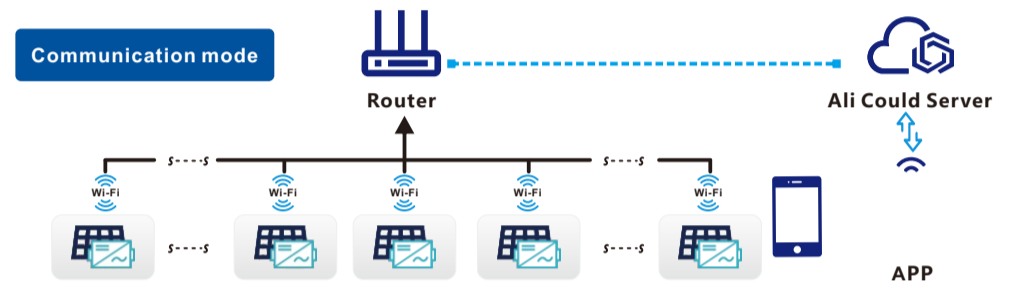 Communication mode
Router
Ali Could Server
S----S
S----S
Wi-Fi
Wi-Fi
Wi-Fi
Wi-Fi
Wi-Fi
S----S
S----S
APP